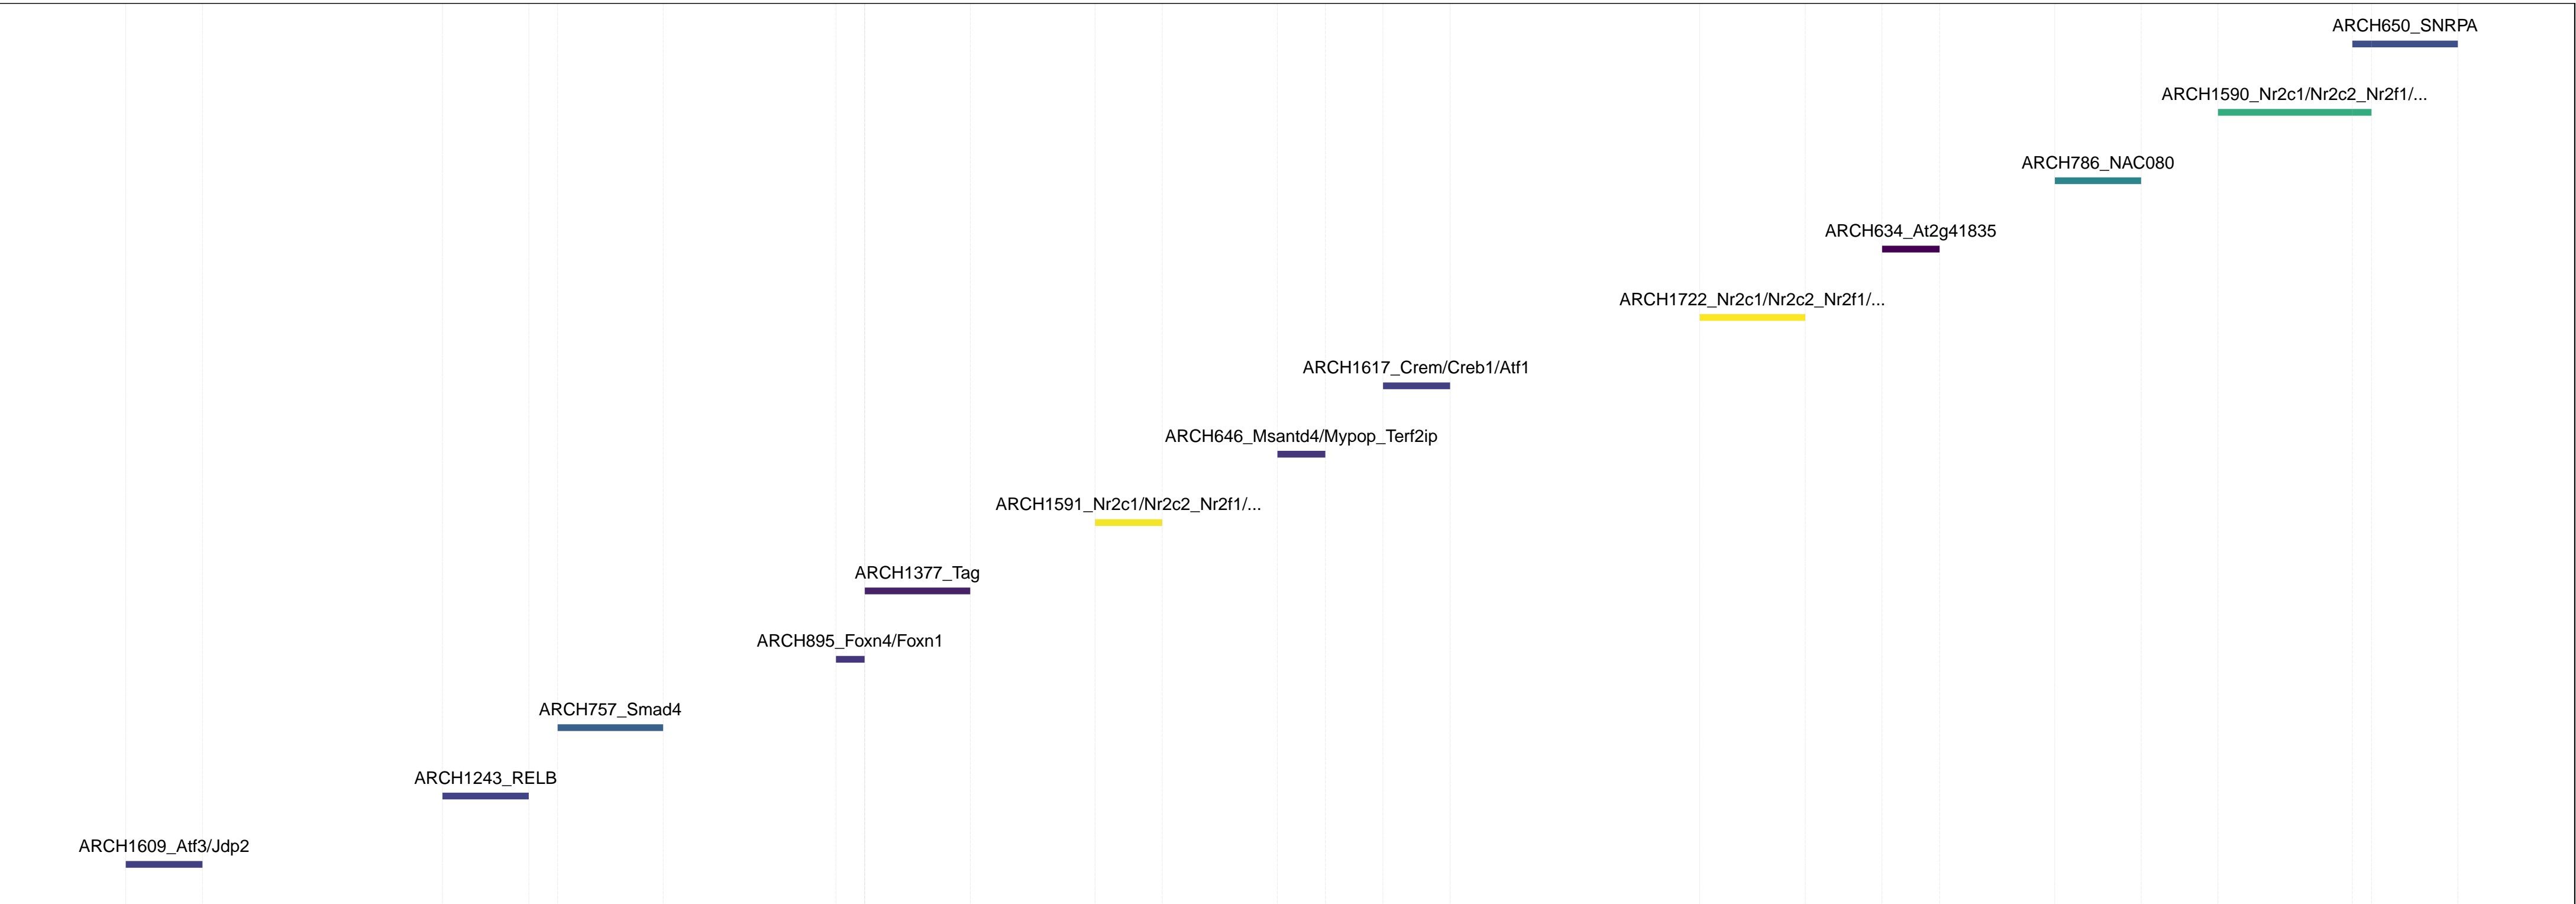 ARCH650_SNRPA
ARCH1590_Nr2c1/Nr2c2_Nr2f1/...
ARCH786_NAC080
ARCH634_At2g41835
ARCH1722_Nr2c1/Nr2c2_Nr2f1/...
ARCH1617_Crem/Creb1/Atf1
ARCH646_Msantd4/Mypop_Terf2ip
ARCH1591_Nr2c1/Nr2c2_Nr2f1/...
ARCH1377_Tag
ARCH895_Foxn4/Foxn1
ARCH757_Smad4
ARCH1243_RELB
ARCH1609_Atf3/Jdp2